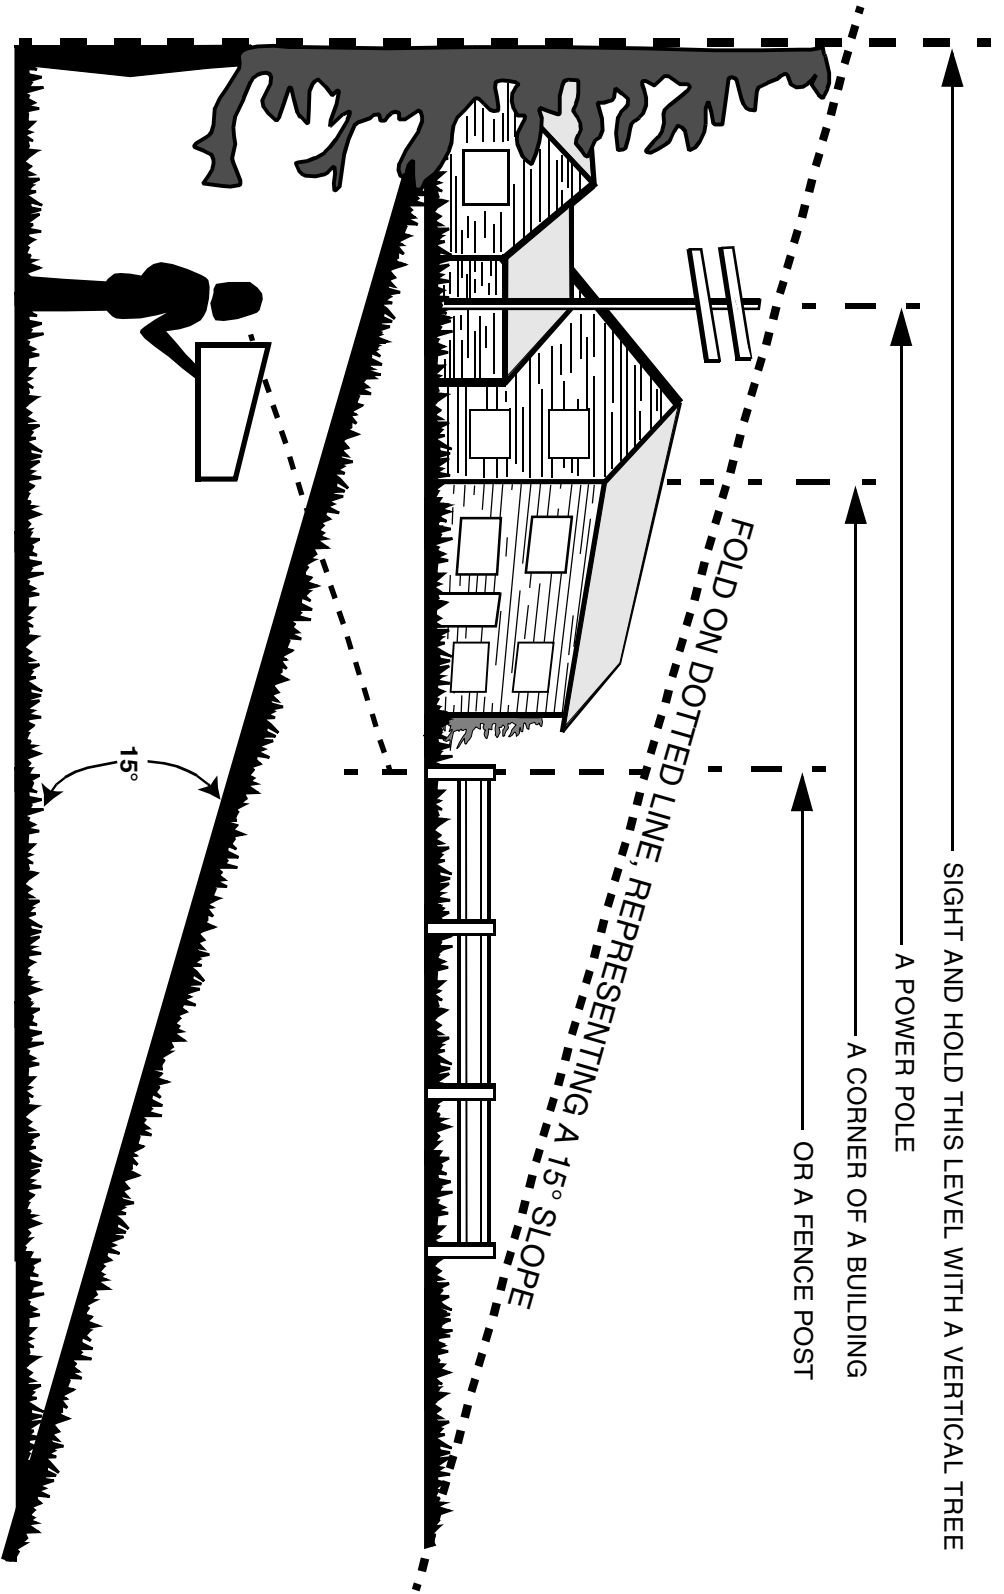 SIGHT AND HOLD THIS LEVEL WITH A VERTICAL TREE
A POWER POLE
A CORNER OF A BUILDING
OR A FENCE POST
FOLD ON DOTTED LINE, REPRESENTING A 15° SLOPE
15°